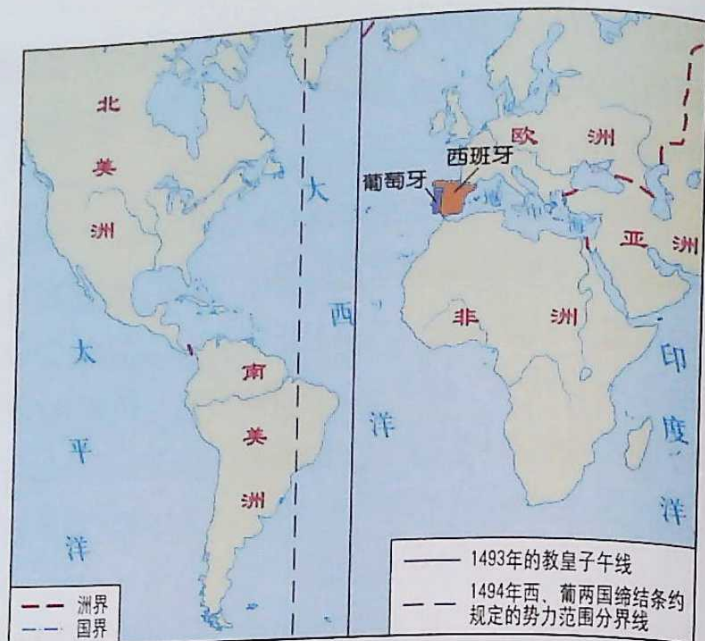 北
美
洲
大
西
洋
欧 洲
西班牙
葡萄牙
地
中
海
亚 洲
非 洲
太
平
洋
南
美
洲
印
度
洋
1493年的教皇子午线
1494年西、葡两国缔结条约
规定的势力范围分界线
洲界
国界